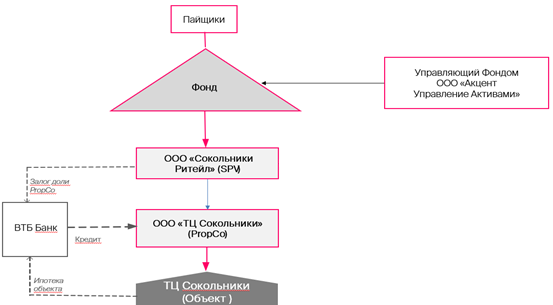 Пайщики
Фонд
Управляющий Фондом
ООО «Акцент
Управление Активами»
ООО «Сокольники
Ритейл» (SPV)
Залог доли
PropCo
ВТБ Банк
Кредит
ООО «ТЦ Сокольники»
(PropCo)
Ипотека
объекта
ТЦ Сокольники
(Объект )